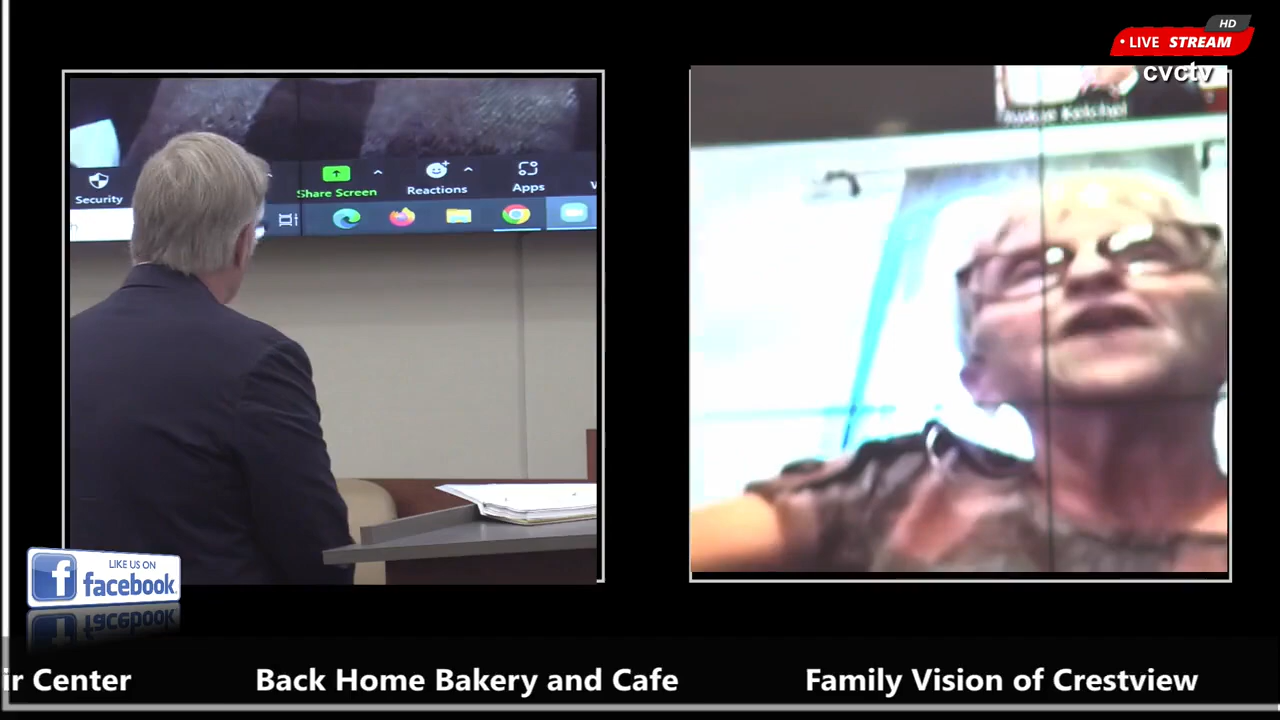 HD
• LIVE STREAM
cvctv
Kelchel
Security
Share Screen
Reactions
Apps
LIKE US ON
facebook
ir Center
Back Home Bakery and Cafe
Family Vision of Crestview